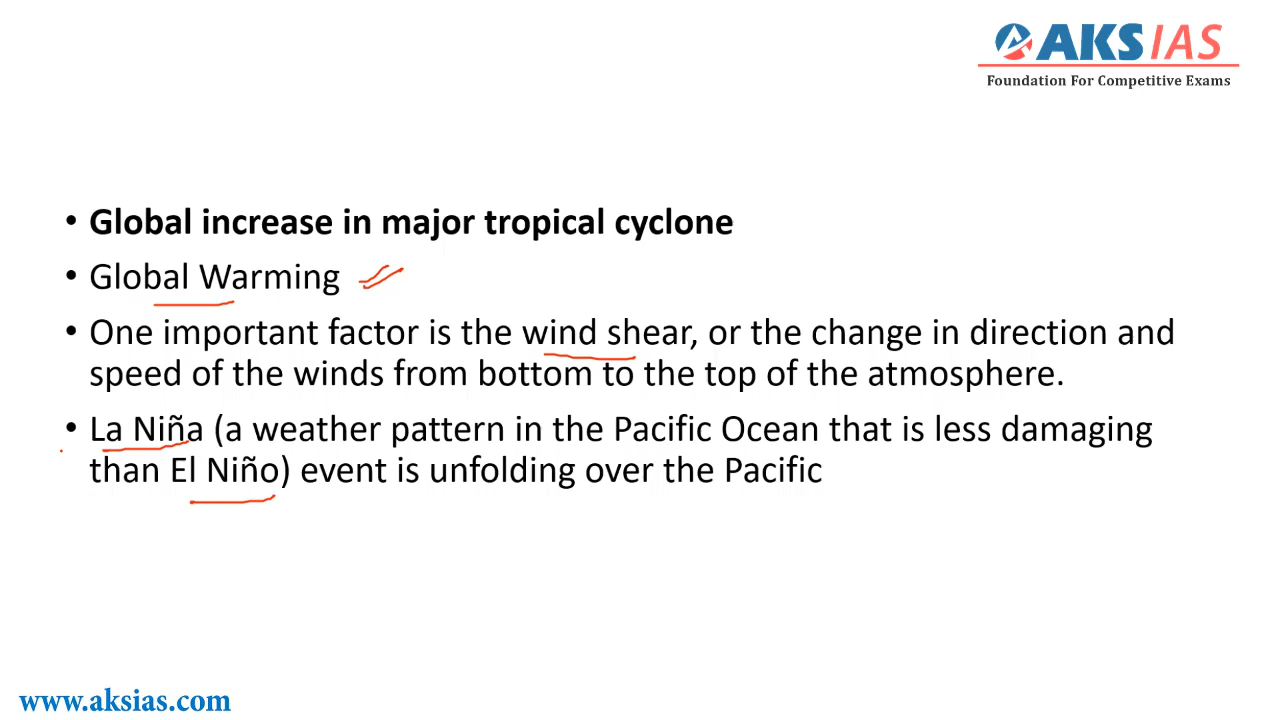 AKS IAS
Foundation For Competitive Exams
• Global increase in major tropical cyclone
• Global Warming
• One important factor is the wind shear, or the change in direction and
speed of the winds from bottom to the top of the atmosphere.
• La Niña (a weather pattern in the Pacific Ocean that is less damaging
than El Niño) event is unfolding over the Pacific
www.aksias.com